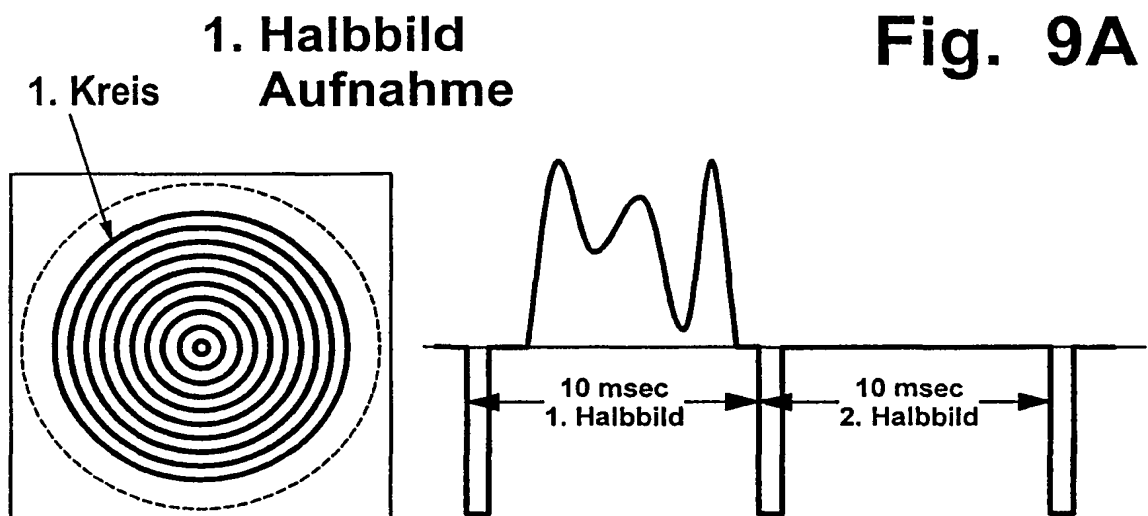 1. Halbbild
Aufnahme
Fig. 9A
1. Kreis
10 msec
1. Halbbild
10 msec
2. Halbbild